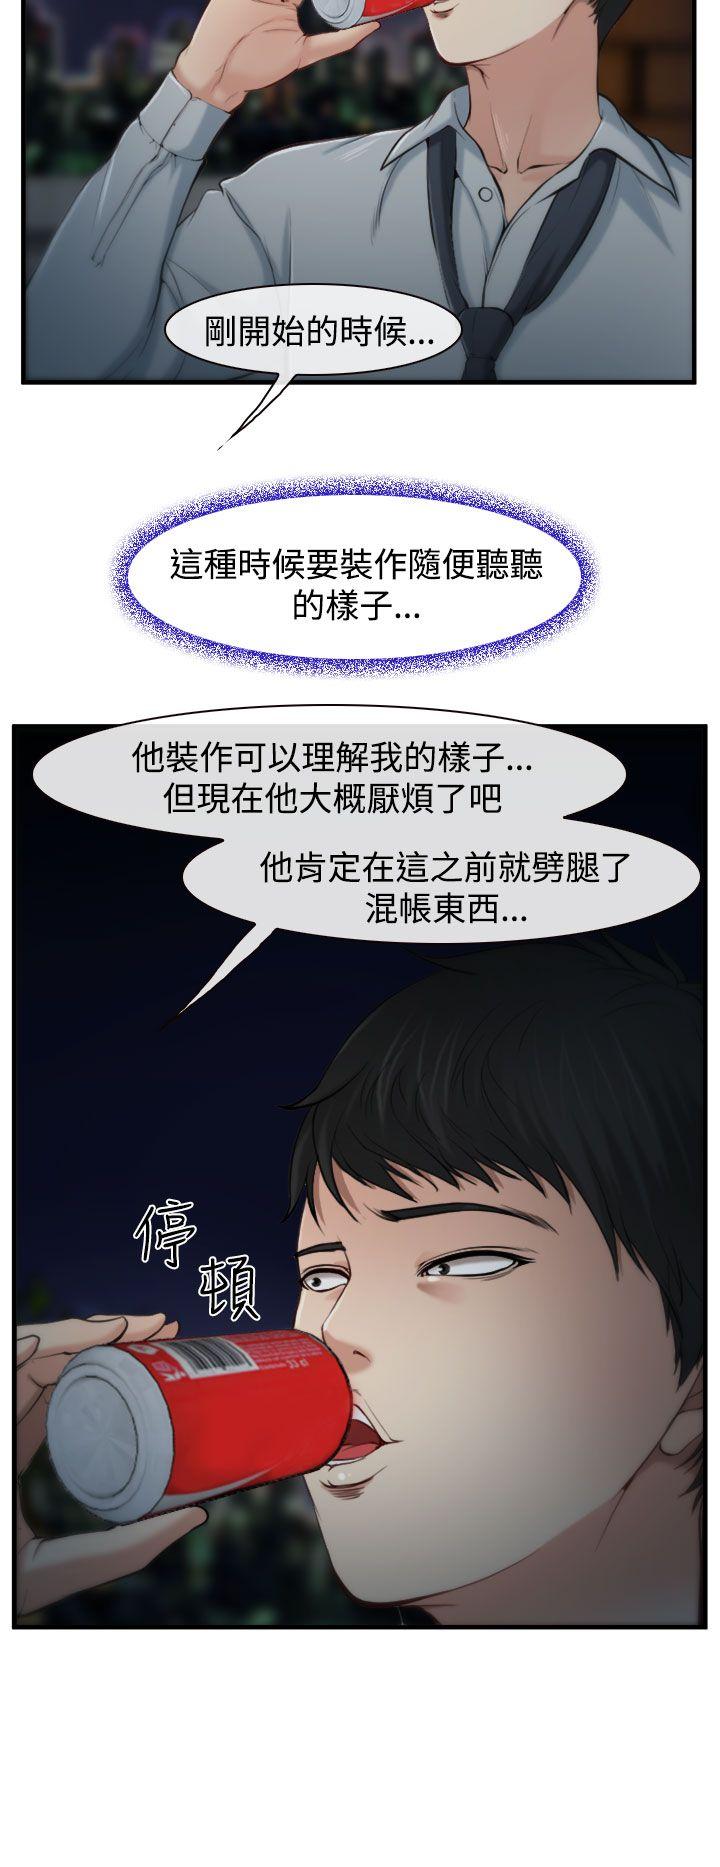 剛開始的時候...
這種時候要裝作隨便聽聽
的樣子...
他裝作可以理解我的樣子...
但現在他大概厭煩了吧
他肯定在這之前就劈腿了
混帳東西...
停
頓